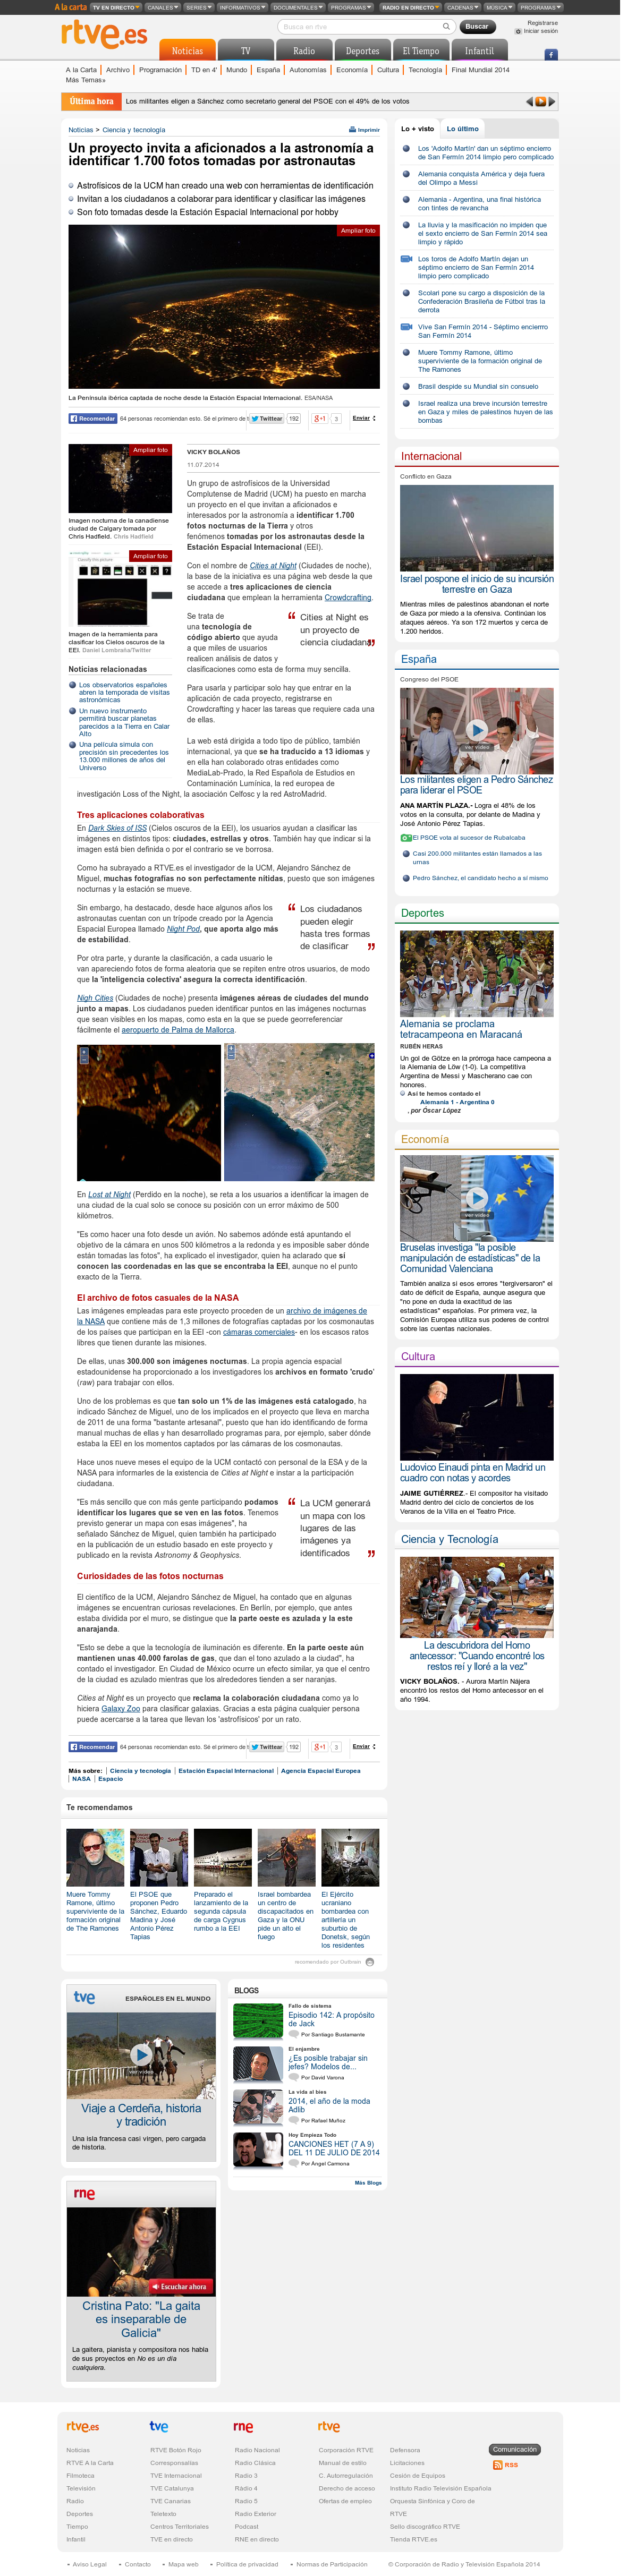 A la carta
TV EN DIRECTO
CANALES
SERIES
INFORMATIVOS
DOCUMENTALES
PROGRAMAS
RADIO DIRECTO
CADENAS
MÚSICA
PROGRAMAS
rtve.es
Busca en rtve
Buscar
Registrarse
Iniciar sesión
Noticias
TV
Radio
Deportes
El Tiempo
Infantil
A la Carta
Archivo
Programación
TD en 4'
Mundo
España
Autonomías
Economía
Cultura
Tecnología
Final Mundial 2014
Más Temas»
Última hora
Los militantes eligen a Sánchez como secretario general del PSOE con el 49% de los votos
Noticias > Ciencia y tecnología
Imprimir
Un proyecto invita a aficionados a la astronomía a
identificar 1.700 fotos tomadas por astronautas
Astrofísicos de la UCM han creado una web con herramientas de identificación
Invitan a los ciudadanos a colaborar para identificar y clasificar las imágenes
Son foto tomadas desde la Estación Espacial Internacional por hobby
Ampliar foto
La Península ibérica captada de noche desde la Estación Espacial Internacional. ESA/NASA
Recomendar
64 personas recomiendan esto. Sé el primero de t
Twittear
192
+1
3
Enviar
Ampliar foto
Imagen nocturna de la canadiense
ciudad de Calgary tomada por
Chris Hadfield. Chris Hadfield
Ampliar foto
Imagen de la herramienta para
clasificar los Cielos oscuros de la
EEI. Daniel Lombraña/Twitter
Noticias relacionadas
Los observatorios españoles
abren la temporada de visitas
astronómicas
Un nuevo instrumento
permitirá buscar planetas
parecidos a la Tierra en Calar
Alto
Una película simula con
precisión sin precedentes los
13.000 millones de años del
Universo
VICKY BOLAÑOS
11.07.2014
Un grupo de astrofísicos de la Universidad
Complutense de Madrid (UCM) ha puesto en marcha
un proyecto en el que invitan a aficionados e
interesados por la astronomía a identificar 1.700
fotos nocturnas de la Tierra y otros
fenómenos tomadas por los astronautas desde la
Estación Espacial Internacional (EEI).
Con el nombre de Cities at Night (Ciudades de noche),
la base de la iniciativas es una página web desde la que
se accede a tres aplicaciones de ciencia
ciudadana que emplean la herramienta Crowdcrafting.
Se trata de
una tecnología de
código abierto que ayuda
a que miles de usuarios
realicen análisis de datos y
clasificaciones como esta de forma muy sencilla.
Cities at Night es
un proyecto de
ciencia ciudadana
Para usarla y participar solo hay que entrar en la
aplicación de cada proyecto, registrarse en
Crowdcrafting y hacer las tareas que requiere cada una
de ellas.
La web está dirigida a todo tipo de público, también
internacional, ya que se ha traducido a 13 idiomas y
en ella han colaborado otras entidades como
MediaLab-Prado, la Red Española de Estudios en
Contaminación Lumínica, la red europea de
investigación Loss of the Night, la asociación Celfosc y la red AstroMadrid.
Tres aplicaciones colaborativas
En Dark Skies of ISS (Cielos oscuros de la EEI), los usuarios ayudan a clasificar las
imágenes en distintos tipos: ciudades, estrellas y otros. También hay que indicar si la
imagen está bien definida o por el contrario se ve borrosa.
Como ha subrayado a RTVE.es el investigador de la UCM, Alejandro Sánchez de
Miguel, muchas fotografías no son perfectamente nítidas, puesto que son imágenes
nocturnas y la estación se mueve.
Sin embargo, ha destacado, desde hace algunos años los
astronautas cuentan con un trípode creado por la Agencia
Espacial Europea llamado Night Pod, que aporta algo más
de estabilidad.
Los ciudadanos
pueden elegir
hasta tres formas
de clasificar
Por otra parte, y durante la clasificación, a cada usuario le van
apareciendo tantos fotos de forma aleatoria que se repiten entre otros usuarios, de modo
que la 'inteligencia colectiva' asegura la correcta identificación.
Nigh Cities (Ciudades de noche) presenta imágenes aéreas de ciudades del mundo
junto a mapas. Los ciudadanos pueden identificar puntos en las imágenes nocturnas
que sean visibles en los mapas, como esta en la que se puede georreferenciar
fácilmente el aeropuerto de Palma de Mallorca.
En Lost at Night (Perdido en la noche), se reta a los usuarios a identificar la imagen de
una ciudad de la cual solo se conoce su posición con un error máximo de 500
kilómetros.
"Es como hacer una foto desde un avión. No sabemos adónde está apuntando el
objetivo de la cámara en unos 500 kilómetros a la redonda y es imposible saber dónde
están tomadas las fotos", ha explicado el investigador, quien ha aclarado que sí
conocen las coordenadas en las que se encontraba la EEI, aunque no el punto
exacto de la Tierra.
El archivo de fotos casuales de la NASA
Las imágenes empleadas para este proyecto proceden de un archivo de imágenes de
la NASA que contiene más de 1,3 millones de fotografías captadas por los cosmonautas
de los países que participan en la EEI -con cámaras comerciales- en los escasos ratos
libres que tienen durante las misiones.
De ellas, unas 300.000 son imágenes nocturnas. La propia agencia espacial
estadounidense ha proporcionado a los investigadores los archivos en formato 'crudo'
(raw) para trabajar con ellos.
Uno de los problemas es que tan solo un 1% de las imágenes está catalogado, ha
indicado Sánchez Miguel, uno de los impulsores del proyecto que lleva en marcha
desde 2011 de una forma "bastante personal", puesto que han ido identificando de forma
manual muchas de las fotografías y han ido aprendiendo, por ejemplo, a saber dónde
estaba la EEI en los momentos captados por las cámaras de los cosmonautas.
Hace unos nueve meses el equipo de la UCM contactó con personal de la ESA y de la
NASA para informarles de la existencia de Cities at Night e instar a la participación
ciudadana.
"Es más sencillo que con más gente participando podamos
identificar los lugares que se ven en las fotos. Tenemos
previsto generar un mapa con esas imágenes", ha
señalado Sánchez de Miguel, quien también ha participado
en la publicación de un estudio basado en este proyecto y
publicado en la revista Astronomy & Geophysics.
La UCM generará
un mapa con los
lugares de las
imágenes ya
identificados
Curiosidades de las fotos nocturnas
El científico de la UCM, Alejandro Sánchez de Miguel, ha contado que en algunas
imágenes se encuentran curiosidades. En Berlín, por ejemplo, una ciudad que ya estuvo
dividida por el muro, se distingue que la parte oeste es azulada y la este
anaranjada.
"Esto se debe a que la tecnología de iluminación es diferente. En la parte oeste aún
mantienen unas 40.000 farolas de gas, que generan este tono azulado a la ciudad", ha
contado el investigador. En Ciudad de México ocurre un efecto similar, ya que se ve
anaranjada en el centro y azulada en los alrededores.
Cities at Night es un proyecto que reclama la colaboración ciudadana como ya lo
hiciera Galaxy Zoo para clasificar galaxias. Gracias a esta página cualquier persona
puede acercarse a la tarea que llevan los 'astrofísicos' por un rato.
Recomendar
64 personas recomiendan esto. Sé el primero de t
Twittear
192
+1
3
Enviar
Más sobre: Ciencia y tecnología
Estación Espacial Internacional
Agencia Espacial Europea
NASA
Espacio
Te recomendamos
Muere Tommy
Ramone, último
superviviente de la
formación original
de The Ramones
El PSOE que
proponen Pedro
Sánchez, Eduardo
Madina y José
Antonio Pérez
Tapias
Preparado el
lanzamiento de la
segunda cápsula
de carga Cygnus
rumbo a la EEI
Israel bombardea
un centro de
discapacitados en
Gaza y la ONU
pide un alto el
fuego
El Ejército
ucraniano
bombardea con
artillería un
suburbio de
Donetsk, según
los residentes
recomendado por Outbrain
tve
ESPAÑOLES EN EL MUNDO
Viaje a Cerdeña, historia
y tradición
Una isla francesa casi virgen, pero cargada
de historia.
rne
Escuchar ahora
Cristina Pato: "La gaita
es inseparable de
Galicia"
La gaitera, pianista y compositora nos habla
de sus proyectos en No es un día
cualquiera.
BLOGS
Fallo de sistema
Episodio 142: A propósito
de Jack
Por Santiago Bustamante
El enjambre
¿Es posible trabajar sin
jefes? Modelos de...
Por David Varona
La vida al bies
2014, el año de la moda
Adlib
Por Rafael Muñoz
Hoy Empieza Todo
CANCIONES HET (7 A 9)
DEL 11 DE JULIO DE 2014
Por Angel Carmona
Más Blogs
Lo + visto
Lo último
Los 'Adolfo Martín' dan un séptimo encierro
de San Fermín 2014 limpio pero complicado
Alemania conquista América y deja fuera
del Olimpo a Messi
Alemania - Argentina, una final histórica
con tintes de revancha
La lluvia y la masificación no impiden que
el sexto encierro de San Fermín 2014 sea
limpio y rápido
Los toros de Adolfo Martín dejan un
séptimo encierro de San Fermín 2014
limpio pero complicado
Scolari pone su cargo a disposición de la
Confederación Brasileña de Fútbol tras la
derrota
Vive San Fermín 2014 - Séptimo encierrro
San Fermín 2014
Muere Tommy Ramone, último
superviviente de la formación original de
The Ramones
Brasil despide su Mundial sin consuelo
Israel realiza una breve incursión terrestre
en Gaza y miles de palestinos huyen de las
bombas
Internacional
Conflicto en Gaza
Israel pospone el inicio de su incursión
terrestre en Gaza
Mientras miles de palestinos abandonan el norte
de Gaza por miedo a la ofensiva. Continúan los
ataques aéreos. Ya son 172 muertos y cerca de
1.200 heridos.
España
Congreso del PSOE
ver vídeo
Los militantes eligen a Pedro Sánchez
para liderar el PSOE
ANA MARTÍN PLAZA.- Logra el 48% de los
votos en la consulta, por delante de Madina y
José Antonio Pérez Tapias.
El PSOE vota al sucesor de Rubalcaba
Casi 200.000 militantes están llamados a las
urnas
Pedro Sánchez, el candidato hecho a sí mismo
Deportes
Alemania se proclama
tetracampeona en Maracaná
RUBÉN HERAS
Un gol de Götze en la prórroga hace campeona a
la Alemania de Löw (1-0). La competitiva
Argentina de Messi y Mascherano cae con
honores.
Así te hemos contado el
Alemania 1 - Argentina 0
, por Óscar López
Economía
ver vídeo
Bruselas investiga "la posible
manipulación de estadísticas" de la
Comunidad Valenciana
También analiza si esos errores "tergiversaron" el
dato de déficit de España, aunque asegura que
"no pone en duda la exactitud de las
estadísticas" españolas. Por primera vez, la
Comisión Europea utiliza sus poderes de control
sobre las cuentas nacionales.
Cultura
Ludovico Einaudi pinta en Madrid un
cuadro con notas y acordes
JAIME GUTIÉRREZ.- El compositor ha visitado
Madrid dentro del ciclo de conciertos de los
Veranos de la Villa en el Teatro Price.
Ciencia y Tecnología
La descubridora del Homo
antecessor: "Cuando encontré los
restos reí y lloré a la vez"
VICKY BOLAÑOS. - Aurora Martín Nájera
encontró los restos del Homo antecessor en el
año 1994.
rtve.es
tve
rne
rtve
Noticias
RTVE A la Carta
Filmoteca
Televisión
Radio
Deportes
Tiempo
Infantil
RTVE Botón Rojo
Corresponsalías
TVE Internacional
TVE Catalunya
TVE Canarias
Teletexto
Centros Territoriales
TVE en directo
Radio Nacional
Radio Clásica
Radio 3
Ràdio 4
Radio 5
Radio Exterior
Podcast
RNE en directo
Corporación RTVE
Manual de estilo
C. Autorregulación
Derecho de acceso
Ofertas de empleo
Defensora
Licitaciones
Cesión de Equipos
Instituto Radio Televisión Española
Orquesta Sinfónica y Coro de
RTVE
Sello discográfico RTVE
Tienda RTVE.es
Comunicación
RSS
Aviso Legal
Contacto
Mapa web
Política de privacidad
Normas de Participación
© Corporación de Radio y Televisión Española 2014